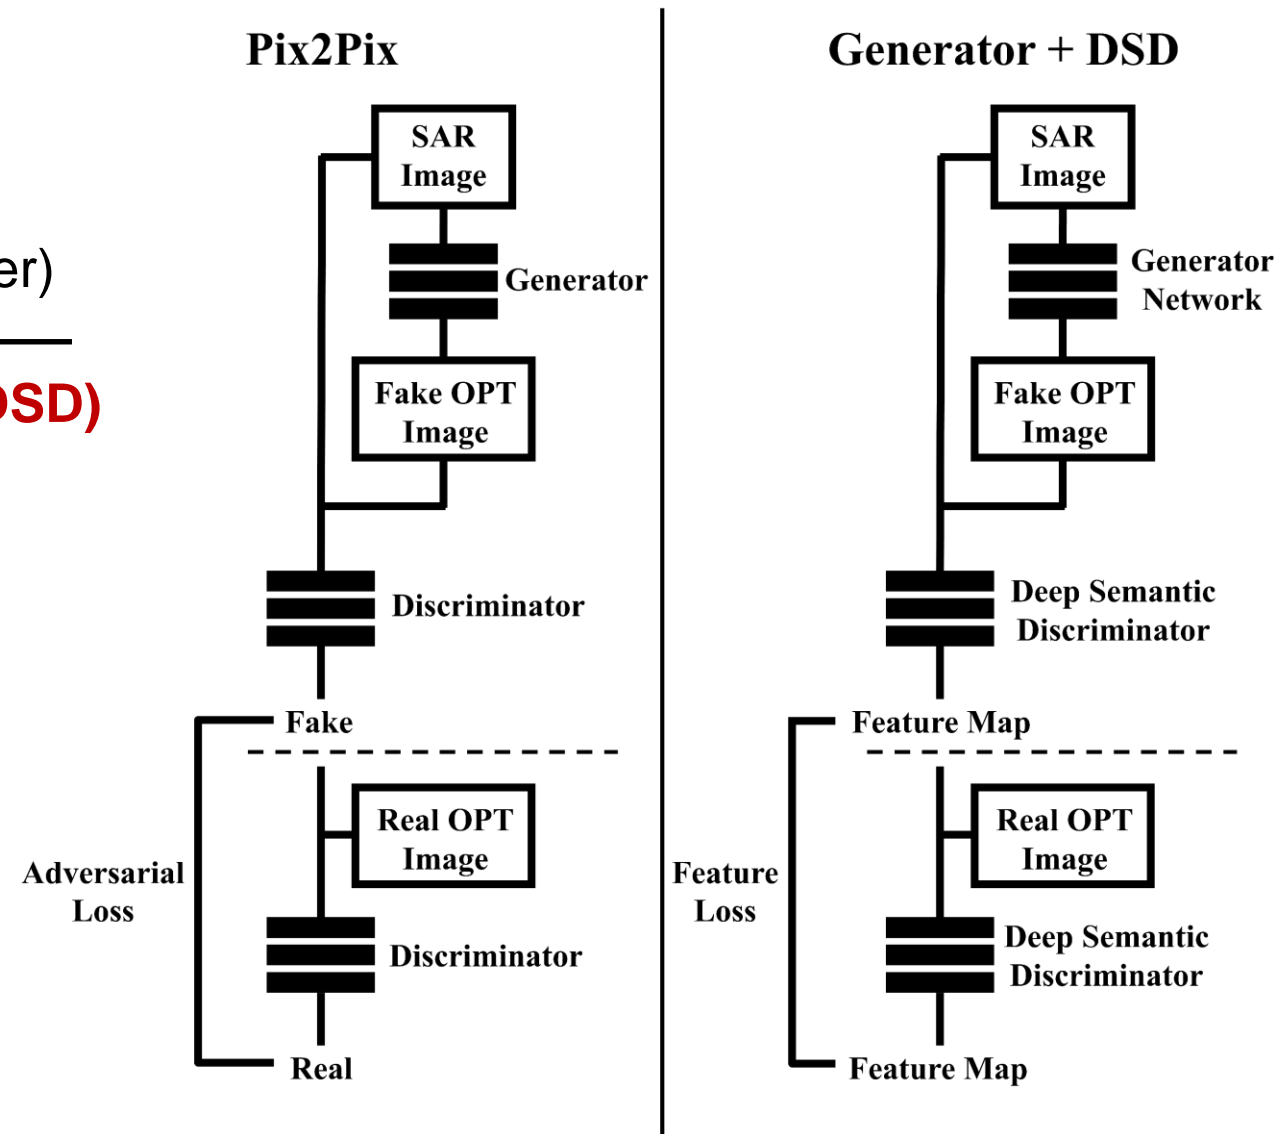 er)
DSD)
Pix2Pix
SAR
Image
Generator
Fake OPT
Image
Discriminator
Fake
Real OPT
Image
Adversarial
Loss
Discriminator
Real
Generator + DSD
SAR
Image
Generator
Network
Fake OPT
Image
Deep Semantic
Discriminator
Feature Map
Real OPT
Image
Feature
Loss
Deep Semantic
Discriminator
Feature Map